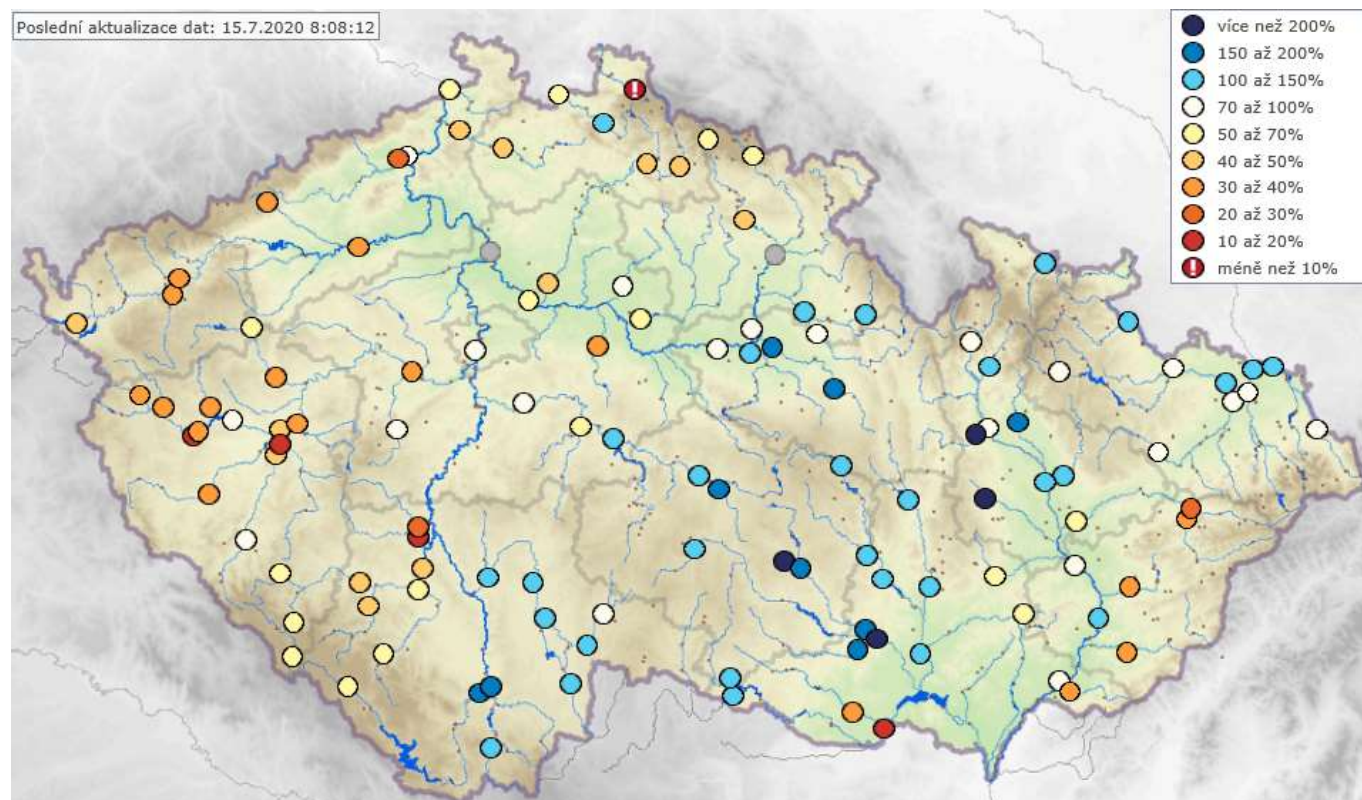 Poslední aktualizace dat: 15.7.2020 8:08:12
více než 200%
150 až 200%
100 až 150%
70 až 100%
50 až 70%
40 až 50%
30 až 40%
20 až 30%
10 až 20%
méně než 10%